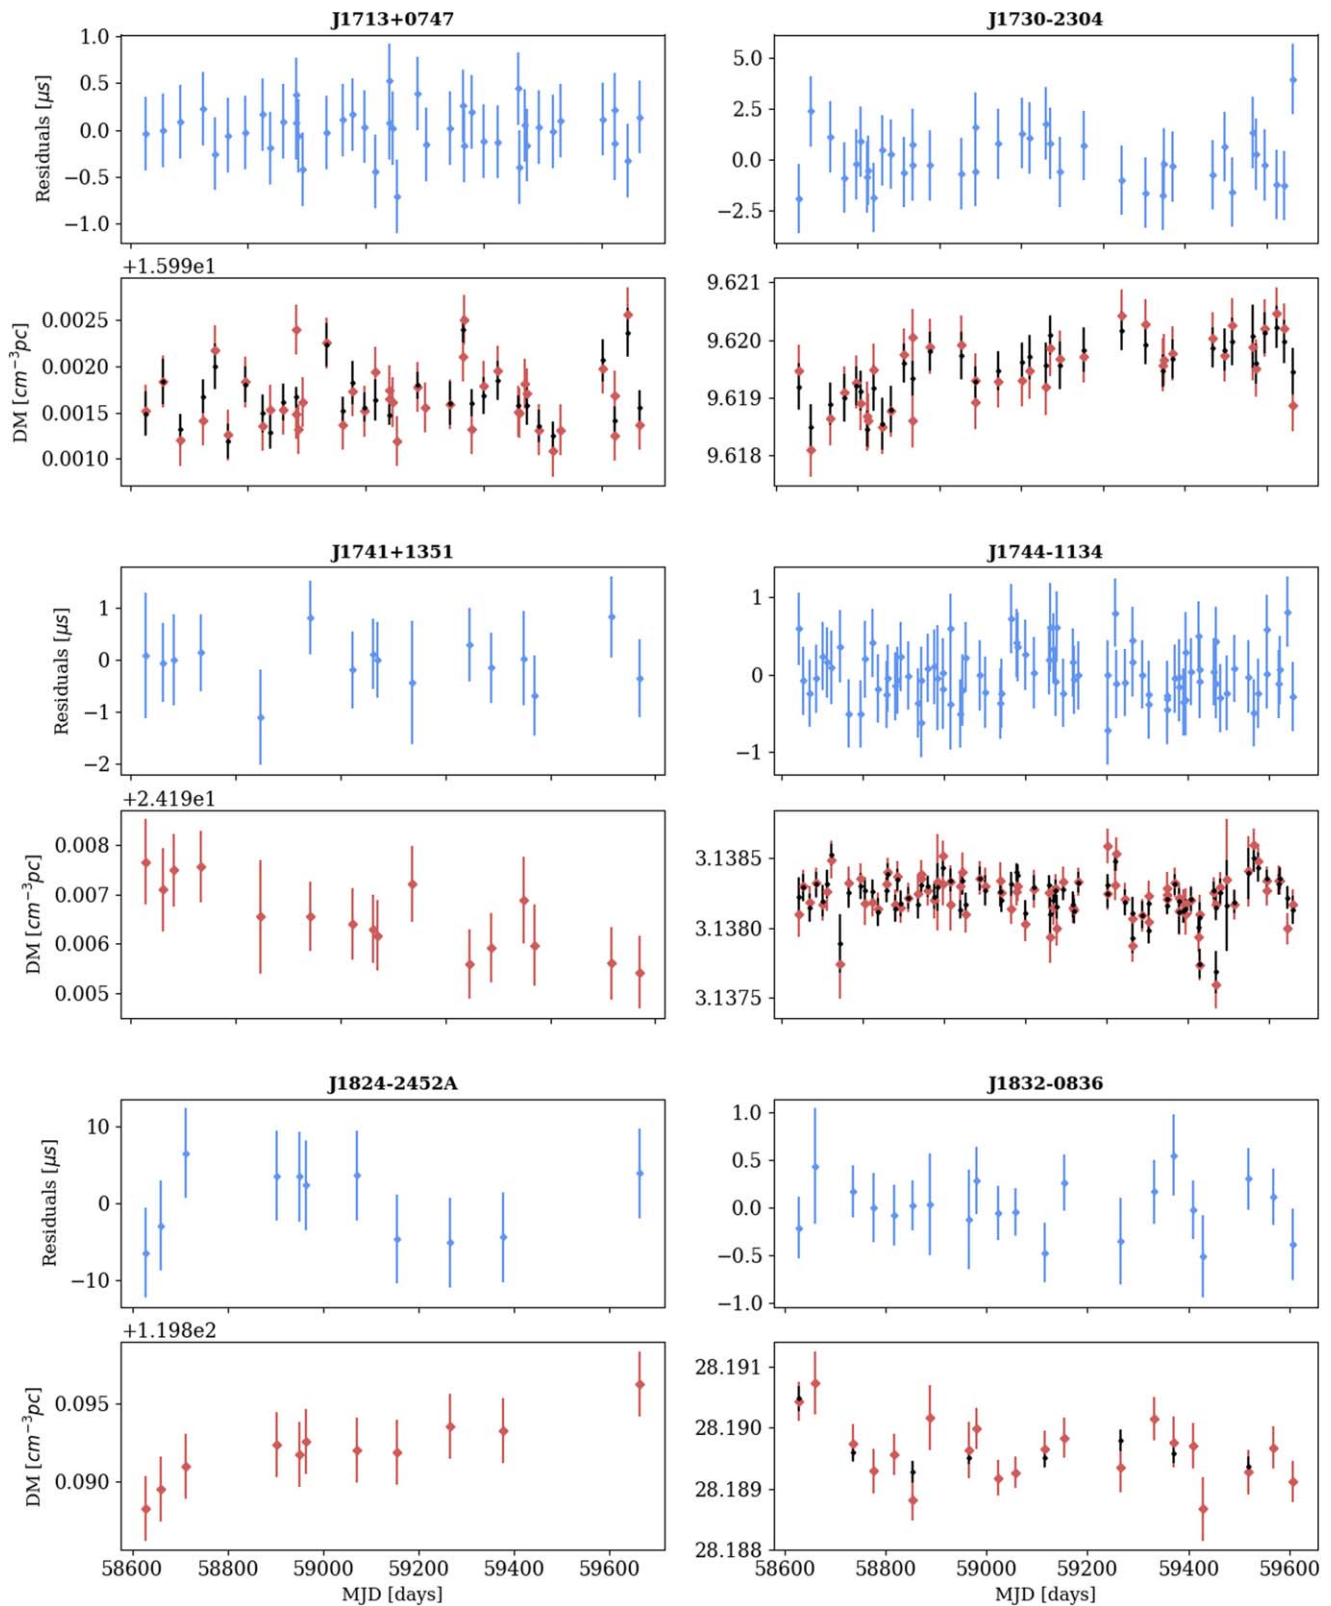 J1713+0747
J1730-2304
1.0
0.5
0.0
−0.5
−1.0
Residuals [μs]
5.0
2.5
0.0
−2.5
+1.599e1
0.0025
0.0020
0.0015
0.0010
DM [cm⁻³pc]
9.621
9.620
9.619
9.618
J1741+1351
J1744-1134
1
0
−1
−2
Residuals [μs]
1
0
−1
+2.419e1
0.008
0.007
0.006
0.005
DM [cm⁻³pc]
3.1385
3.1380
3.1375
J1824-2452A
J1832-0836
10
0
−10
Residuals [μs]
1.0
0.5
0.0
−0.5
−1.0
+1.198e2
0.095
0.090
DM [cm⁻³pc]
28.191
28.190
28.189
28.188
58600 58800 59000 59200 59400 59600
MJD [days]
58600 58800 59000 59200 59400 59600
MJD [days]